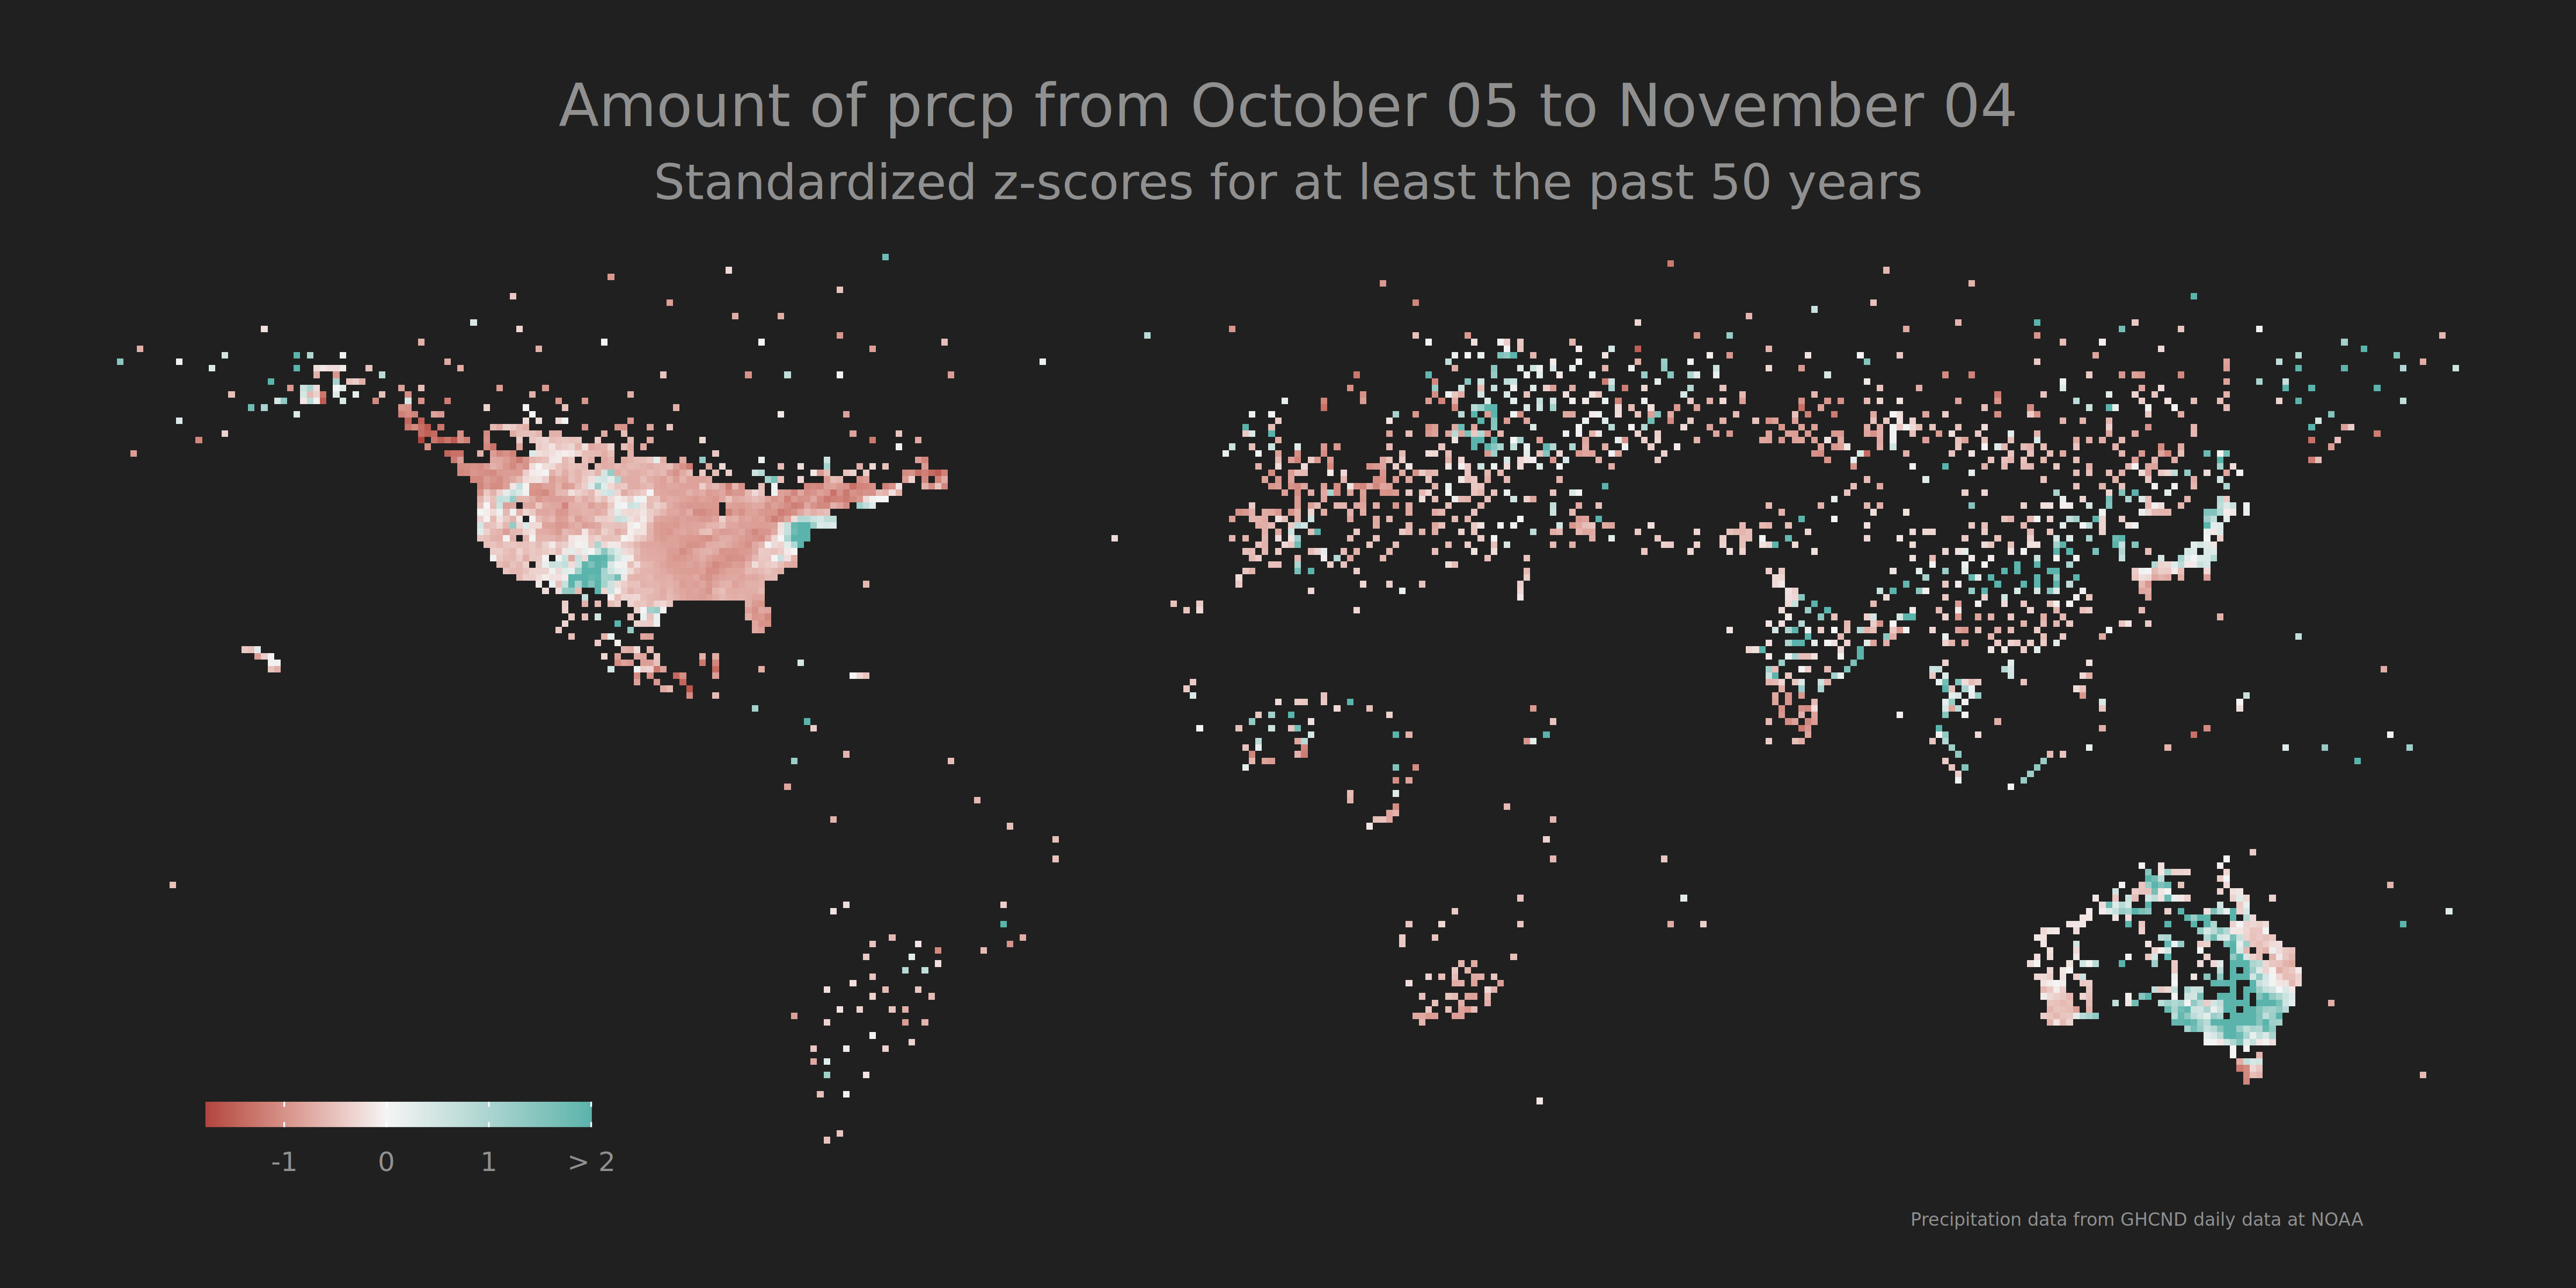 Amount of prcp from October 05 to November 04
Standardized z-scores for at least the past 50 years
-1 0 1 > 2
Precipitation data from GHCND daily data at NOAA